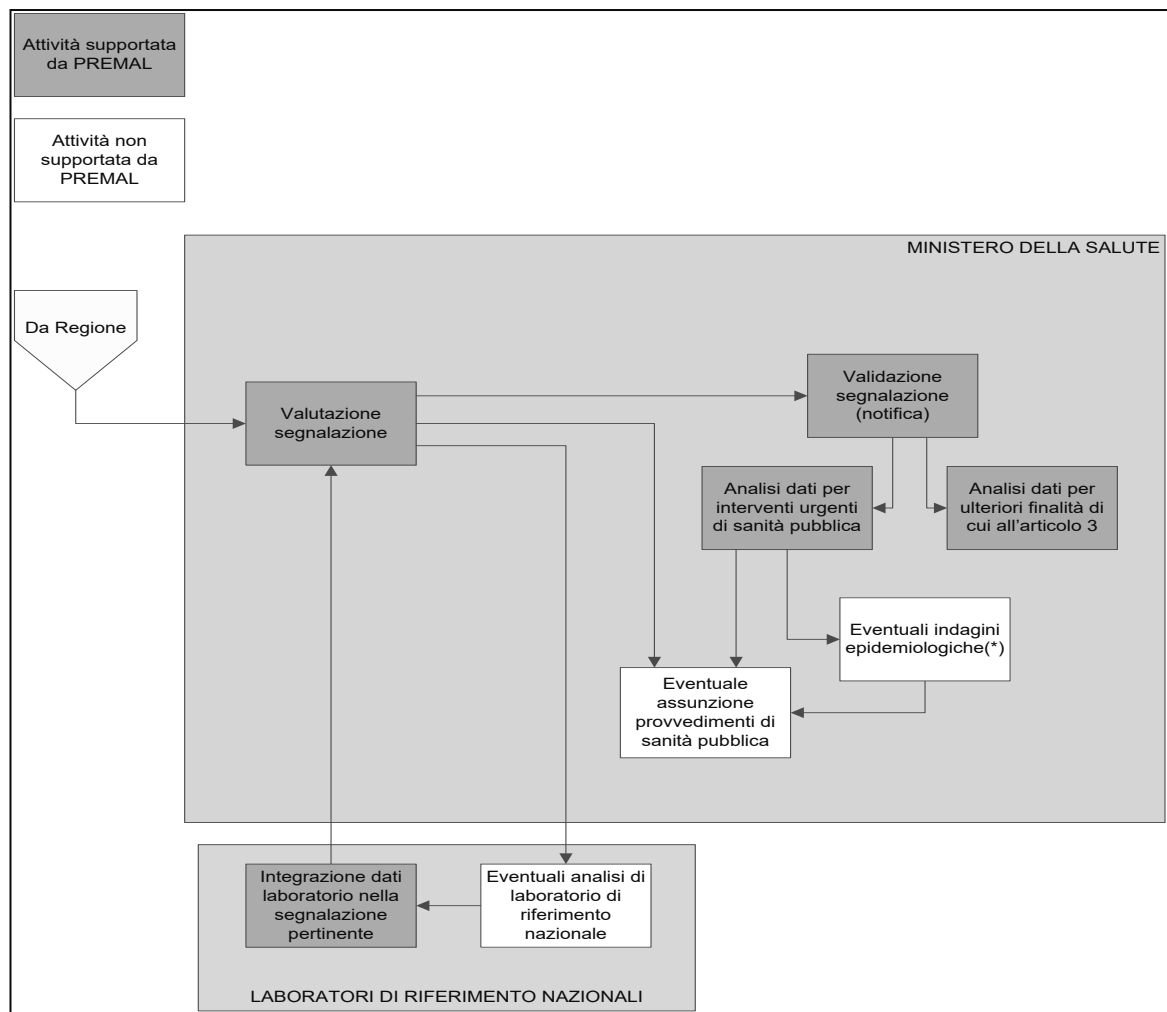 Attività supportata
da PREMAL
Attività non
supportata da
PREMAL
MINISTERO DELLA SALUTE
Da Regione
Valutazione
segnalazione
Validazione
segnalazione
(notifica)
Analisi dati per
interventi urgenti
di sanità pubblica
Analisi dati per
ulteriori finalità di
cui all'articolo 3
Eventuali indagini
epidemiologiche(*)
Eventuale
assunzione
provvedimenti di
sanità pubblica
Integrazione dati
laboratorio nella
segnalazione
pertinente
Eventuali analisi di
laboratorio di
riferimento
nazionale
LABORATORI DI RIFERIMENTO NAZIONALI